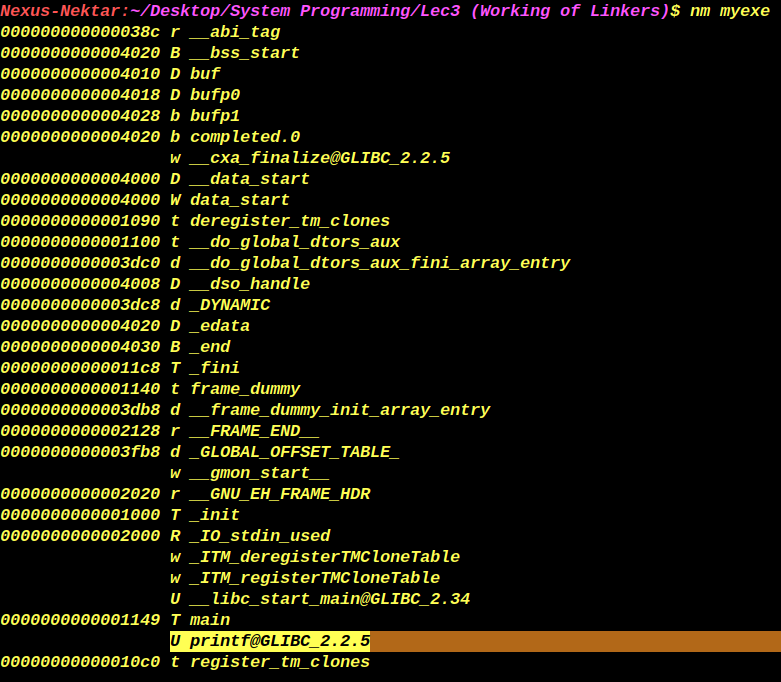 Nexus-Nektar:~/Desktop/System Programming/Lec3 (Working of Linkers)$ nm myexe
000000000000038c r __abi_tag
0000000000004020 B __bss_start
0000000000004010 D buf
0000000000004018 D bufp0
0000000000004028 b bufp1
0000000000004020 b completed.0
                 w __cxa_finalize@GLIBC_2.2.5
0000000000004000 D __data_start
0000000000004000 W data_start
0000000000001090 t deregister_tm_clones
0000000000001100 t __do_global_dtors_aux
0000000000003dc0 d __do_global_dtors_aux_fini_array_entry
0000000000004008 D __dso_handle
0000000000003dc8 d _DYNAMIC
0000000000004020 D _edata
0000000000004030 B _end
00000000000011c8 T _fini
0000000000001140 t frame_dummy
0000000000003db8 d __frame_dummy_init_array_entry
0000000000002128 r __FRAME_END__
0000000000003fb8 d _GLOBAL_OFFSET_TABLE_
                 w __gmon_start__
0000000000002020 r __GNU_EH_FRAME_HDR
0000000000001000 T _init
0000000000002000 R _IO_stdin_used
                 w _ITM_deregisterTMCloneTable
                 w _ITM_registerTMCloneTable
                 U __libc_start_main@GLIBC_2.34
0000000000001149 T main
                 U printf@GLIBC_2.2.5
00000000000010c0 t register_tm_clones